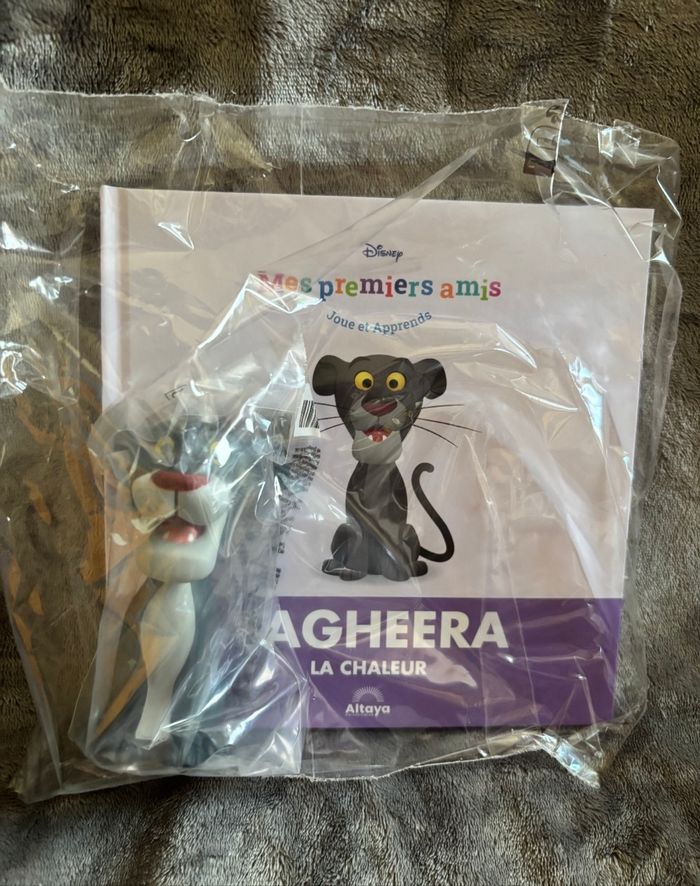 Disney
Mes premiers amis
Joue et Apprends
AGHEERA
LA CHALEUR
Altaya